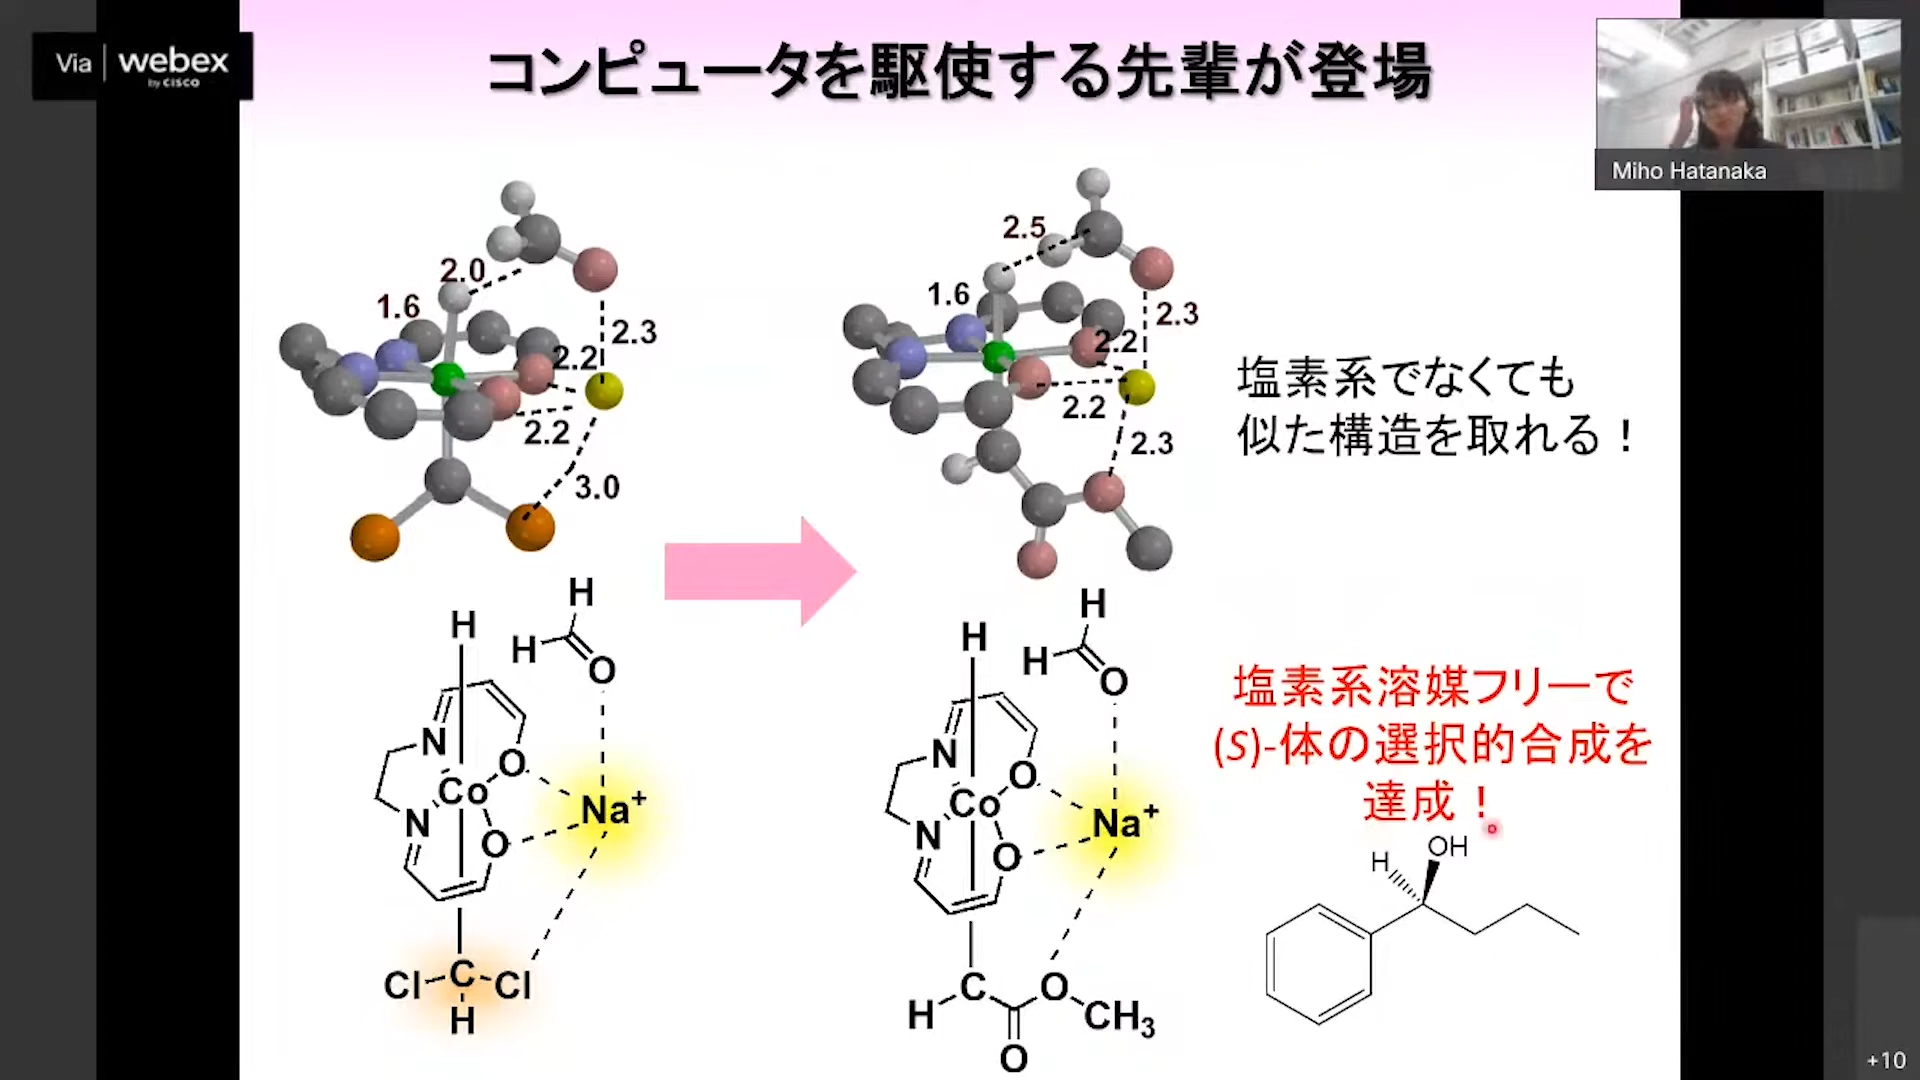 Via webex
by CISCO
コンピュータを駆使する先輩が登場
Miho Hatanaka
2.0
1.6
2.3
2.2
2.2
3.0
2.5
1.6
2.3
2.2
2.2
2.3
塩素系でなくても
似た構造を取れる！
H
H
H
O
N
O
Co
Na+
N
O
Cl
C
Cl
H
H
H
H
O
N
O
Co
Na+
N
O
H
C
O
CH3
O
塩素系溶媒フリーで
(S)-体の選択的合成を
達成！
H
OH
+10